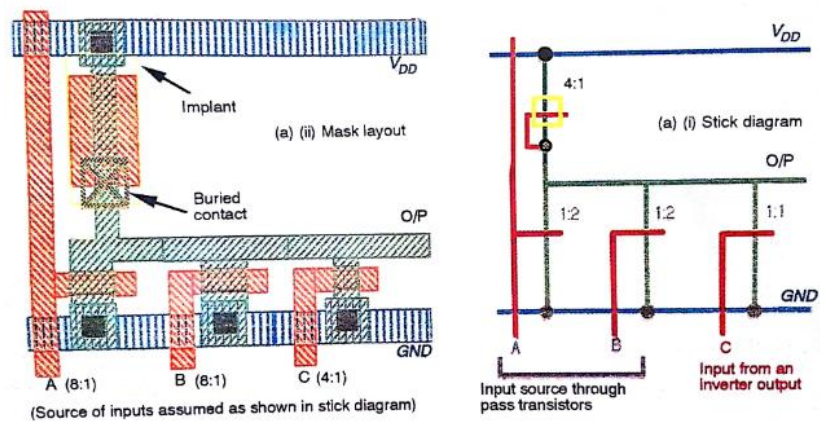 V_DD
Implant
(a) (ii) Mask layout
Buried
contact
O/P
GND
A (8:1) B (8:1) C (4:1)
(Source of inputs assumed as shown in stick diagram)
V_DD
4:1
(a) (i) Stick diagram
O/P
1:2 1:2 1:1
GND
A B C
Input source through
pass transistors
Input from an
inverter output